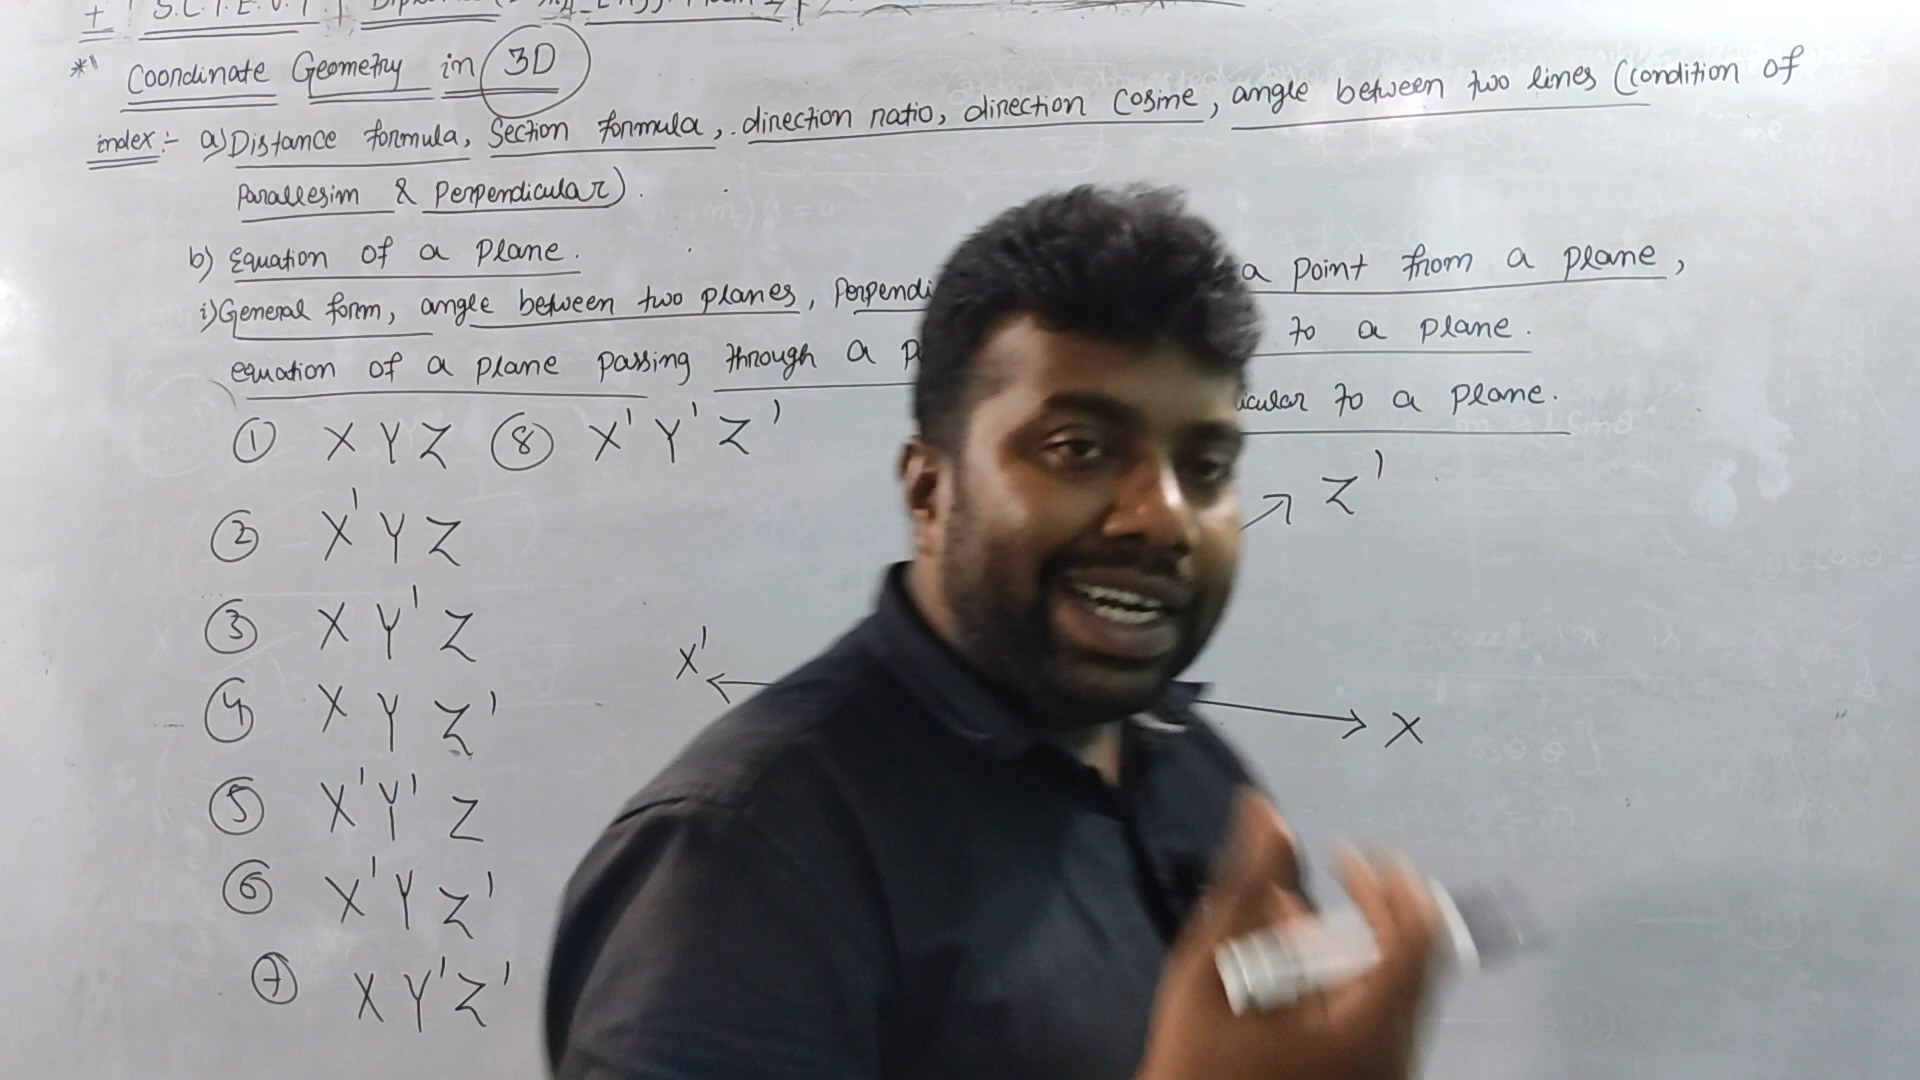 Coordinate Geometry in 3D
index:- a) Distance formula, Section formula, direction ratio, direction Cosine, angle between two lines (condition of
Parallesim & Perpendicular).
b) Equation of a Plane.
i) General form, angle between two planes, a point from a plane,
equation of a plane passing through a to a plane.
to a plane.
① X Y Z ⑧ X' Y' Z'
② X' Y Z
③ X Y' Z
④ X Y Z'
⑤ X' Y' Z
⑥ X' Y Z'
⑦ X Y' Z'
Z'
X'
X